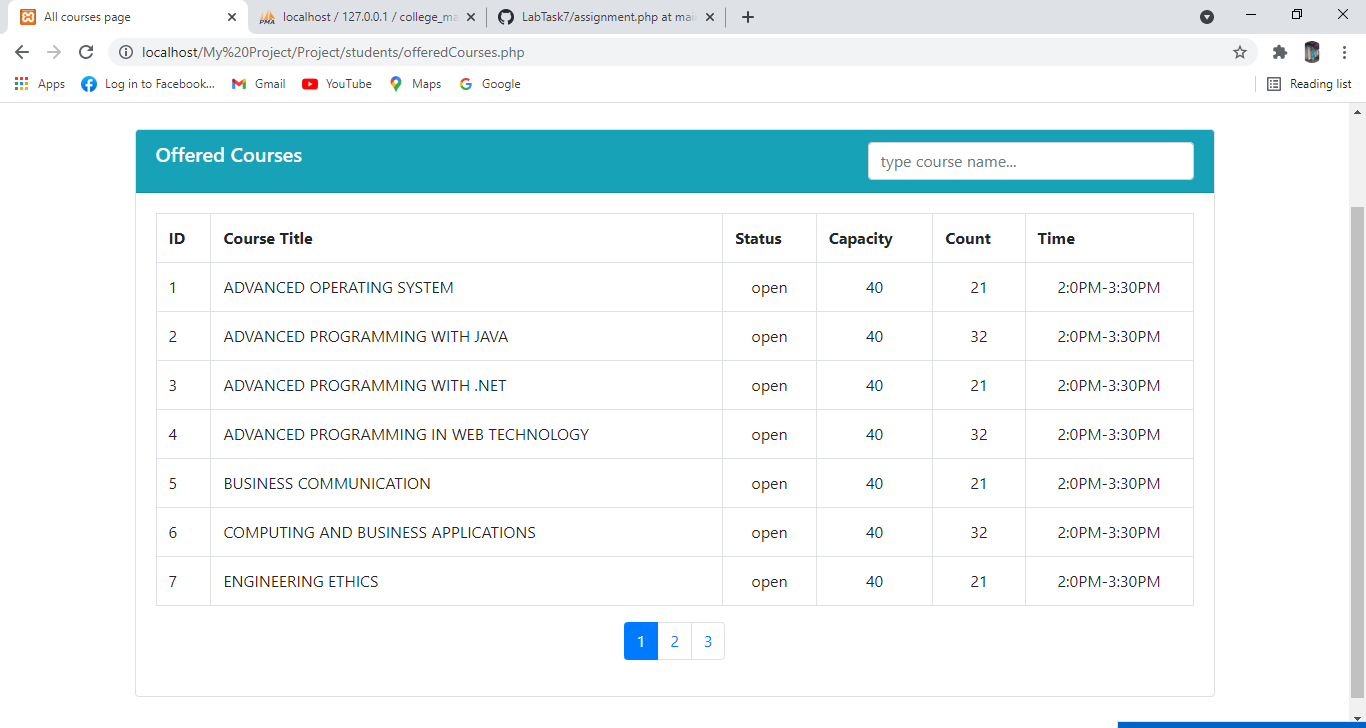 All courses page
localhost / 127.0.0.1 / college_ma
LabTask7/assignment.php at mai
localhost/My%20Project/Project/students/offeredCourses.php
Apps Log in to Facebook... Gmail YouTube Maps Google Reading list
Offered Courses type course name...
ID Course Title Status Capacity Count Time
1 ADVANCED OPERATING SYSTEM open 40 21 2:0PM-3:30PM
2 ADVANCED PROGRAMMING WITH JAVA open 40 32 2:0PM-3:30PM
3 ADVANCED PROGRAMMING WITH .NET open 40 21 2:0PM-3:30PM
4 ADVANCED PROGRAMMING IN WEB TECHNOLOGY open 40 32 2:0PM-3:30PM
5 BUSINESS COMMUNICATION open 40 21 2:0PM-3:30PM
6 COMPUTING AND BUSINESS APPLICATIONS open 40 32 2:0PM-3:30PM
7 ENGINEERING ETHICS open 40 21 2:0PM-3:30PM
1 2 3